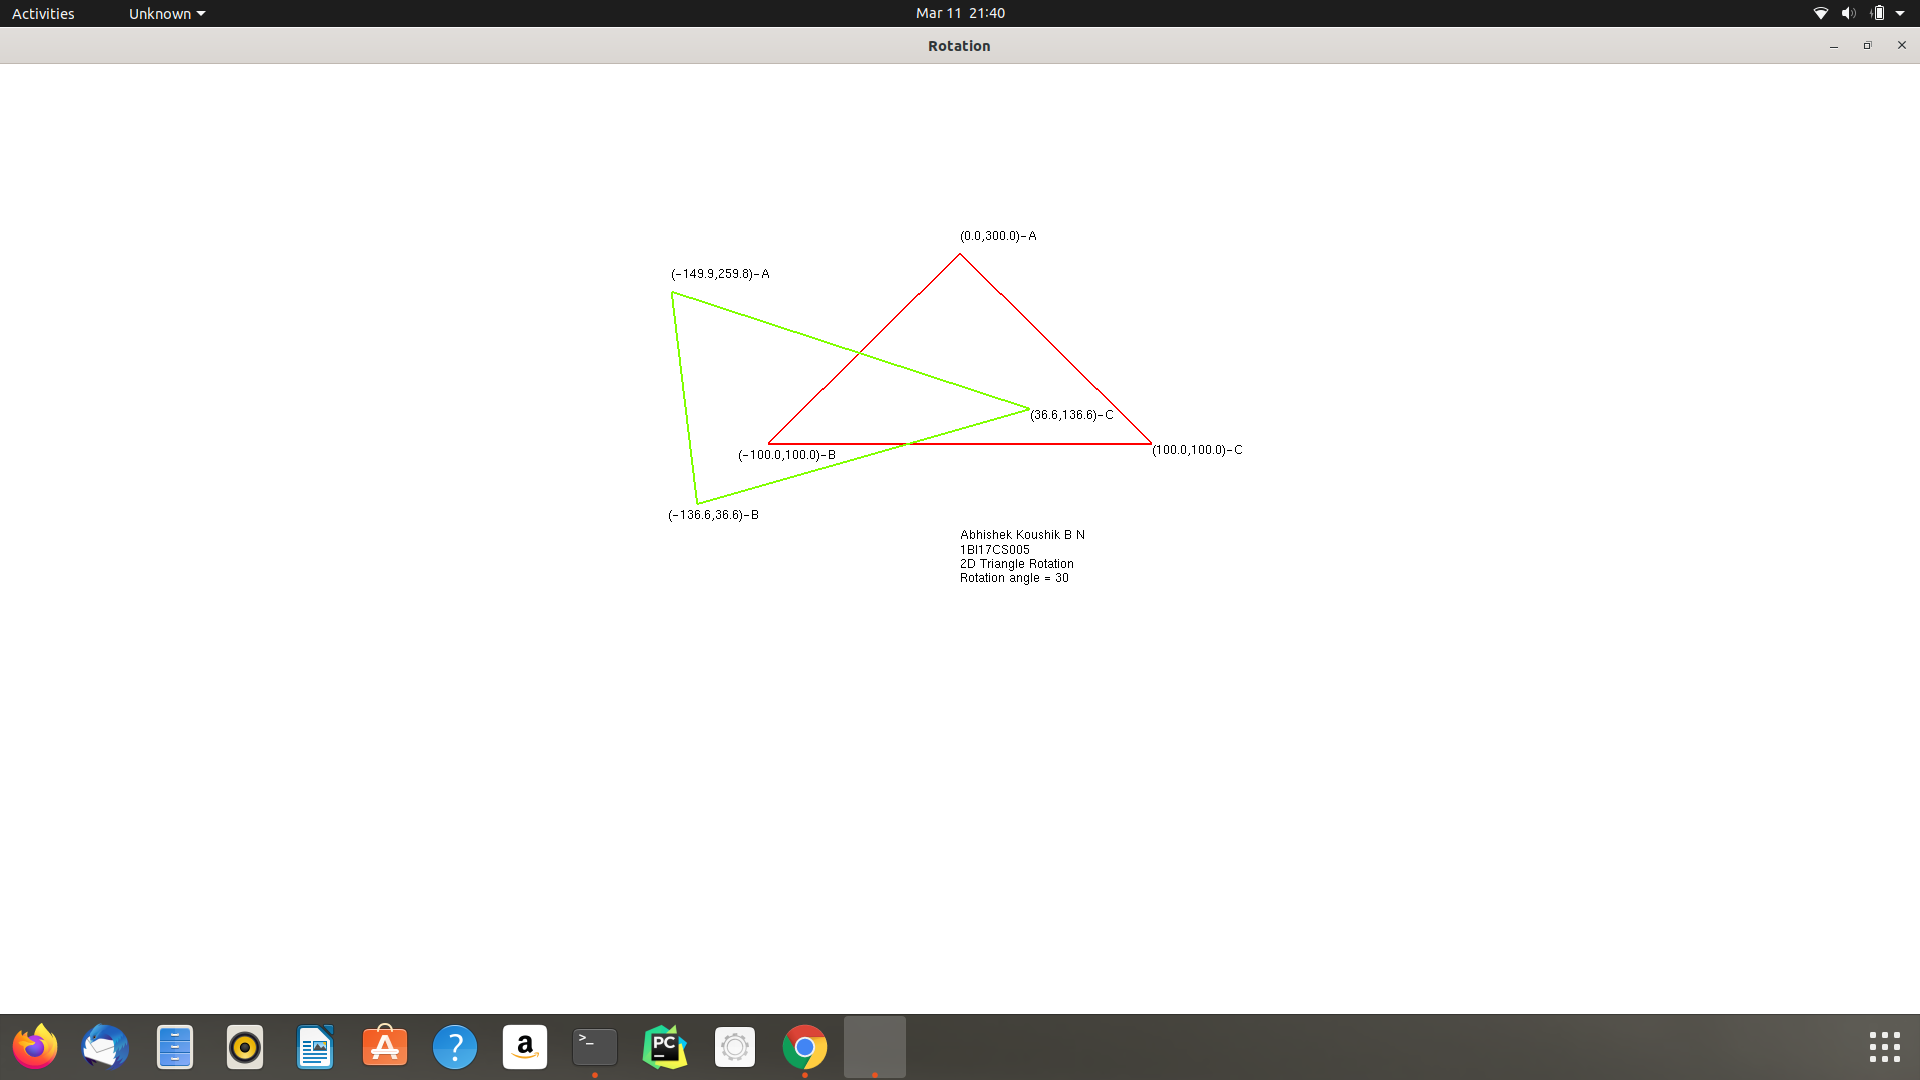 Activities
Unknown
Mar 11 21:40
Rotation
(0.0,300.0)-A
(-149.9,259.8)-A
(36.6,136.6)-C
(100.0,100.0)-C
(-100.0,100.0)-B
(-136.6,36.6)-B
Abhishek Koushik B N
1BI17CS005
2D Triangle Rotation
Rotation angle = 30
?
a
>_
PC